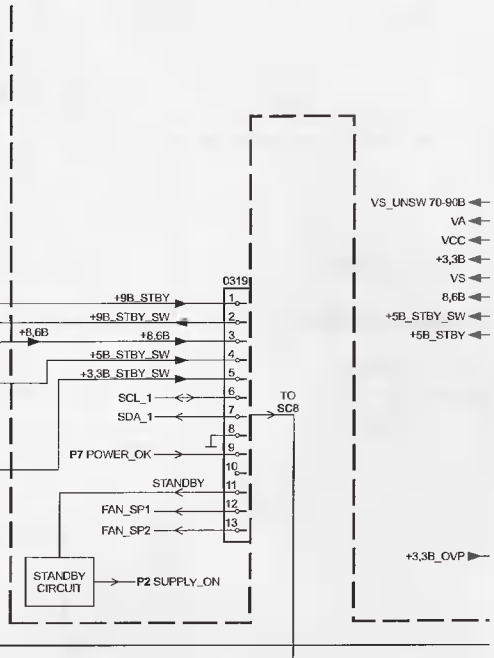 VS_UNSW 70-90B
VA
VCC
+3,3B
VS
8,6B
+5B_STBY_SW
+5B_STBY
0319
+9B_STBY 1
+9B_STBY_SW 2
+8,6B +8,6B 3
+5B_STBY_SW 4
+3,3B_STBY_SW 5
SCL_1 6
SDA_1 7
TO
SC8
8
P7 POWER_OK 9
10
STANDBY 11
FAN_SP1 12
FAN_SP2 13
+3,3B_OVP
STANDBY
CIRCUIT
P2 SUPPLY_ON